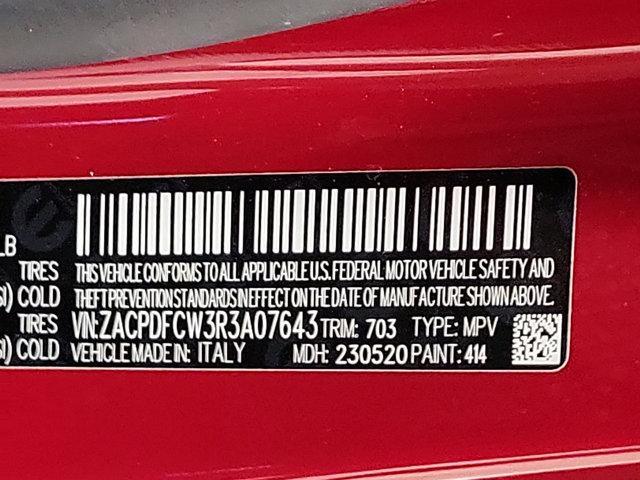 LB
TIRES THIS VEHICLE CONFORMS TO ALL APPLICABLE U.S. FEDERAL MOTOR VEHICLE SAFETY AND
SI) COLD THEFT PREVENTION STANDARDS IN EFFECT ON THE DATE OF MANUFACTURE SHOWN ABOVE.
TIRES VIN:ZACPDFCW3R3A07643 TRIM: 703 TYPE: MPV
SI) COLD VEHICLE MADE IN: ITALY MDH: 230520 PAINT: 414